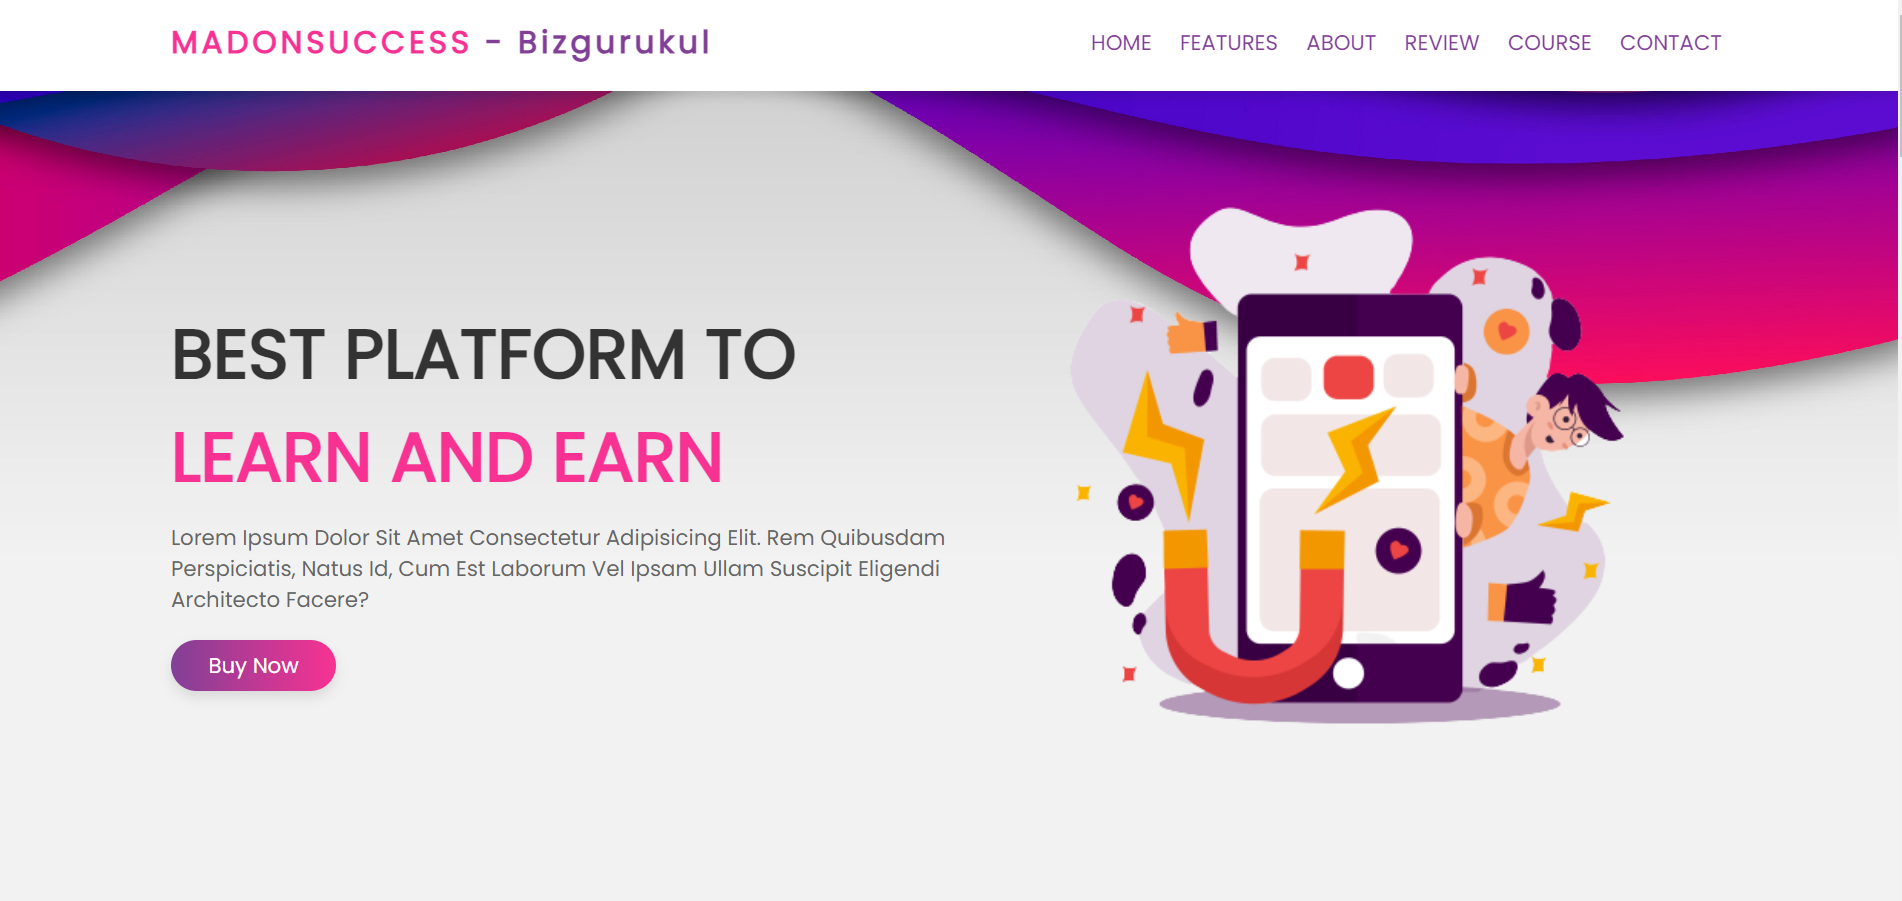 MADONSUCCESS - Bizgurukul
HOME FEATURES ABOUT REVIEW COURSE CONTACT
BEST PLATFORM TO
LEARN AND EARN
Lorem Ipsum Dolor Sit Amet Consectetur Adipisicing Elit. Rem Quibusdam
Perspiciatis, Natus Id, Cum Est Laborum Vel Ipsam Ullam Suscipit Eligendi
Architecto Facere?
Buy Now